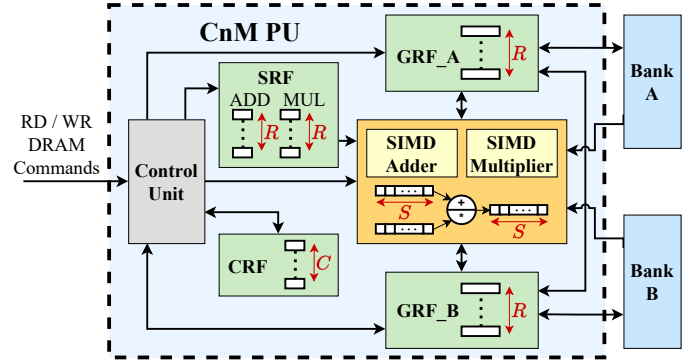 CnM PU
GRF_A
R
Bank
A
SRF
ADD MUL
R
R
RD / WR
DRAM
Commands
Control
Unit
SIMD
Adder
SIMD
Multiplier
+
*
S
S
CRF
C
GRF_B
R
Bank
B